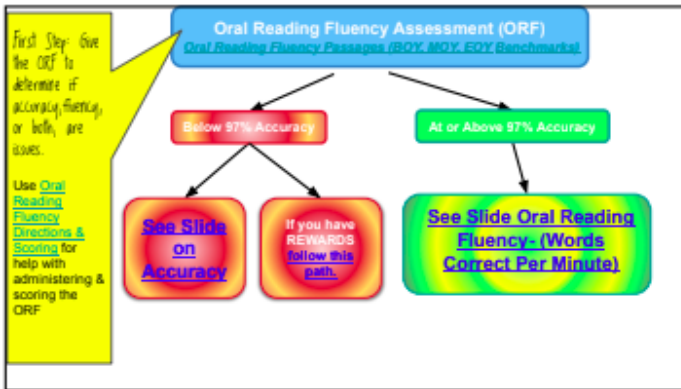 First Step: Give
the ORF to
determine if
accuracy, fluency,
or both, are
issues.
Use Oral
Reading
Fluency
Directions &
Scoring for
help with
administering &
scoring the
ORF
Oral Reading Fluency Assessment (ORF)
Oral Reading Fluency Passages (BOY, MOY, EOY Benchmarks)
Below 97% Accuracy
At or Above 97% Accuracy
See Slide
on
Accuracy
If you have
REWARDS
follow this
path.
See Slide Oral Reading
Fluency- (Words
Correct Per Minute)